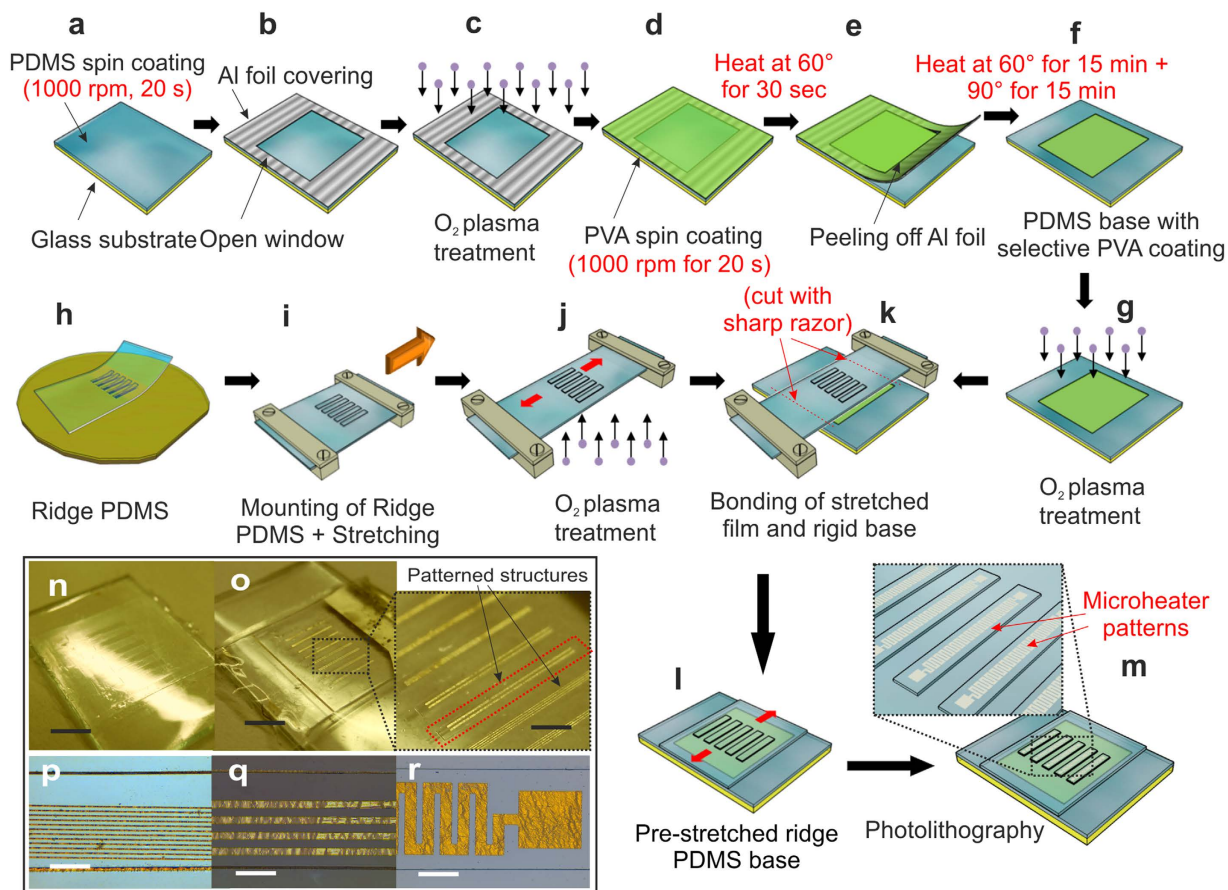 a
b
c
d
e
f
PDMS spin coating
(1000 rpm, 20 s)
Al foil covering
Heat at 60°
for 30 sec
Heat at 60° for 15 min +
90° for 15 min
Glass substrate
Open window
O₂ plasma
treatment
PVA spin coating
(1000 rpm for 20 s)
Peeling off Al foil
PDMS base with
selective PVA coating
h
i
j
(cut with
sharp razor)
k
g
Ridge PDMS
Mounting of Ridge
PDMS + Stretching
O₂ plasma
treatment
Bonding of stretched
film and rigid base
O₂ plasma
treatment
n
o
Patterned structures
p
q
r
l
Microheater
patterns
m
Pre-stretched ridge
PDMS base
Photolithography